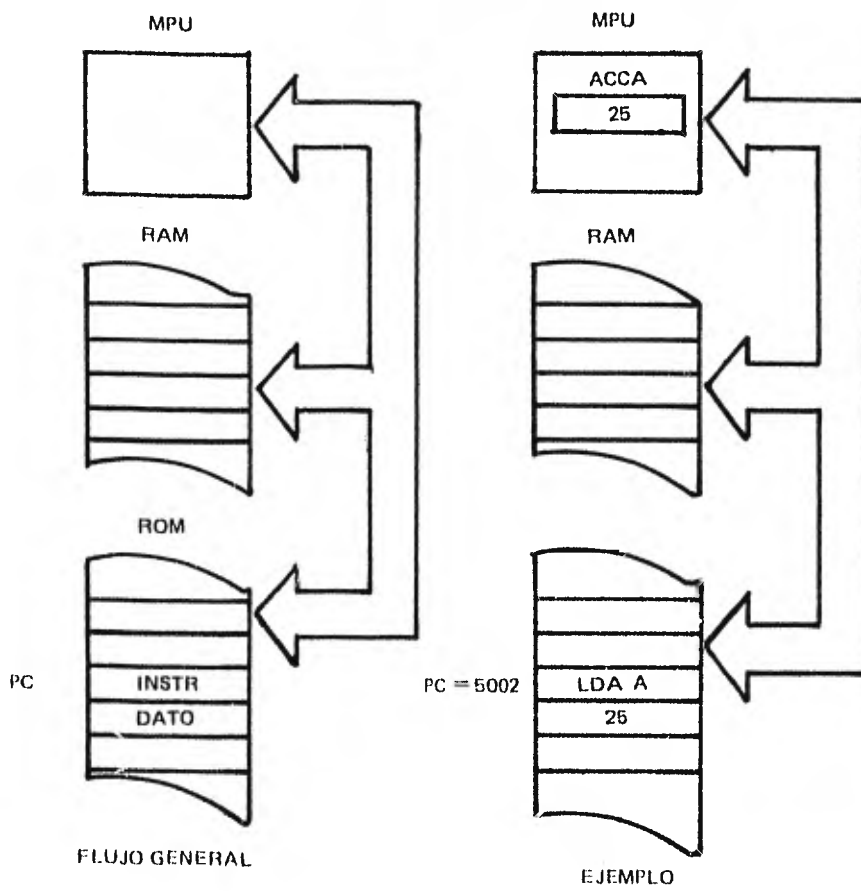 MPU
RAM
ROM
PC
INSTR
DATO
FLUJO GENERAL
MPU
ACCA
25
RAM
PC = 5002
LDA A
25
EJEMPLO